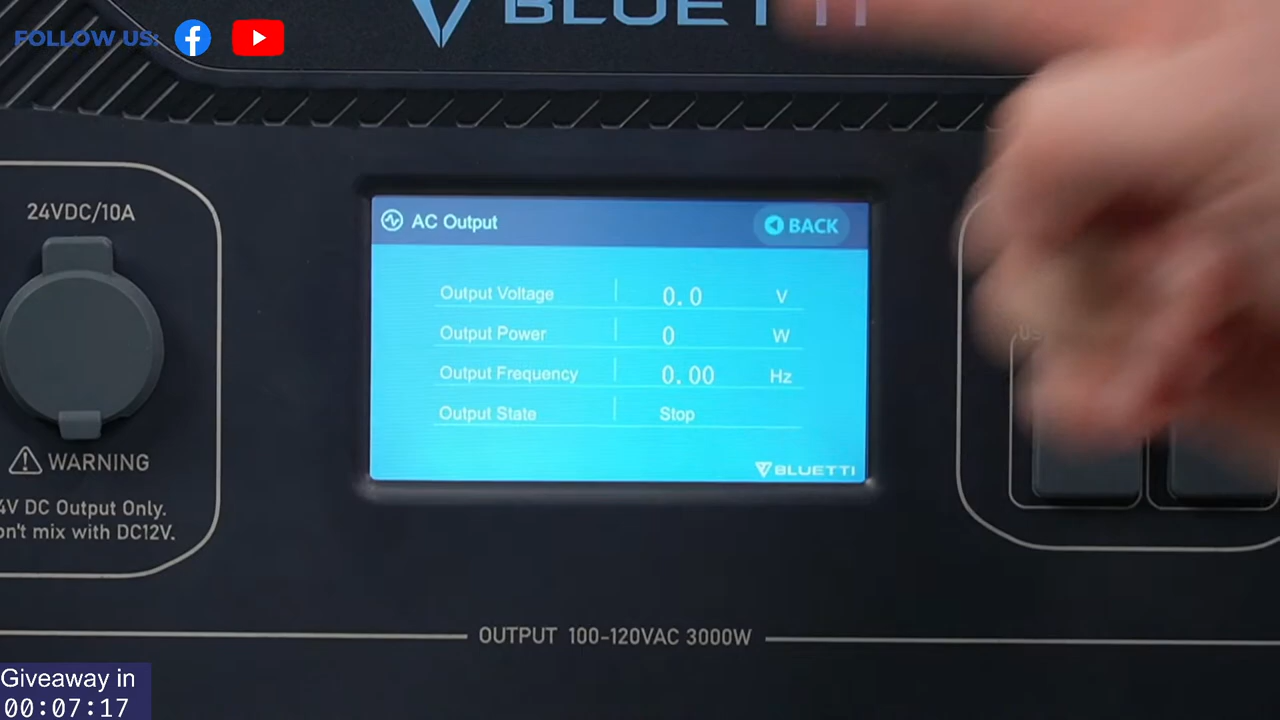 FOLLOW US:
BLUETTI
24VDC/10A
WARNING
4V DC Output Only.
on't mix with DC12V.
AC Output
BACK
Output Voltage 0.0 V
Output Power 0 W
Output Frequency 0.00 Hz
Output State Stop
BLUETTI
US
OUTPUT 100-120VAC 3000W
Giveaway in
00:07:17